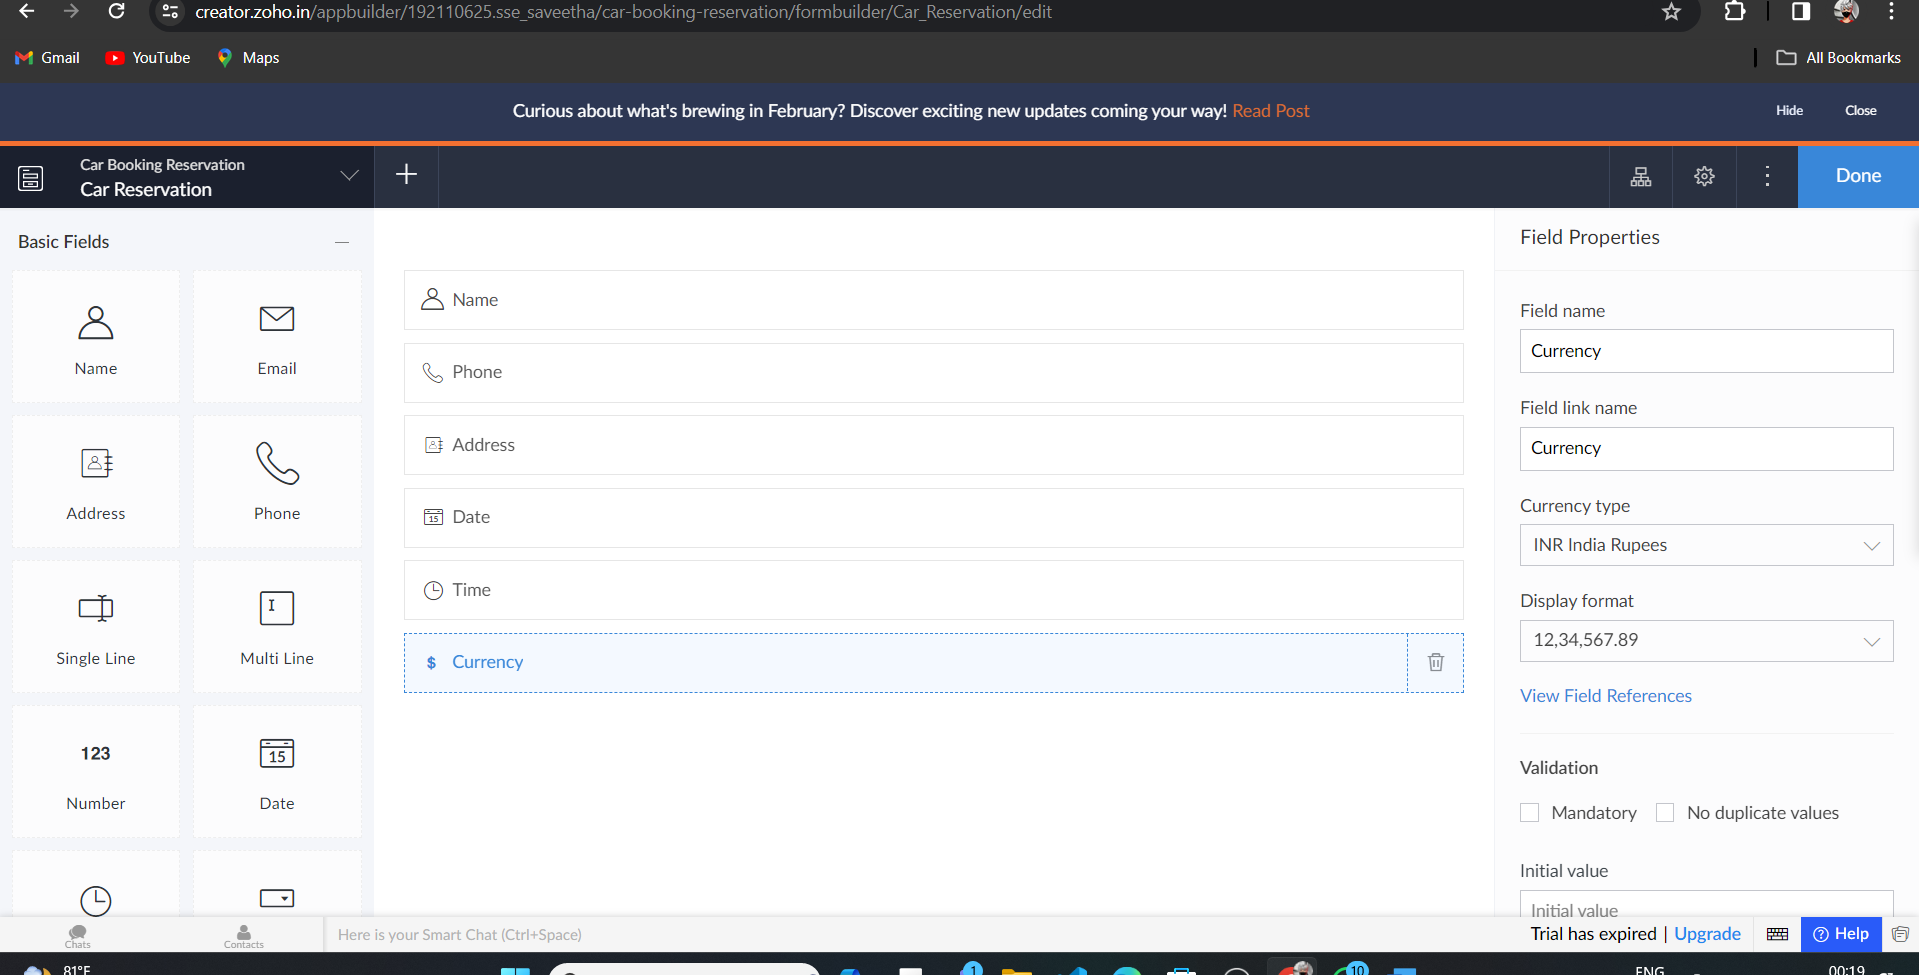 creator.zoho.in/appbuilder/192110625.sse_saveetha/car-booking-reservation/formbuilder/Car_Reservation/edit
Gmail YouTube Maps All Bookmarks
Curious about what's brewing in February? Discover exciting new updates coming your way! Read Post Hide Close
Car Booking Reservation
Car Reservation
Done
Basic Fields
Name Email
Address Phone
Single Line Multi Line
123
15
Number Date
Name
Phone
Address
15 Date
Time
$ Currency
Field Properties
Field name
Currency
Field link name
Currency
Currency type
INR India Rupees
Display format
12,34,567.89
View Field References
Validation
Mandatory No duplicate values
Initial value
Initial value
Chats Contacts Here is your Smart Chat (Ctrl+Space) Trial has expired | Upgrade Help
81°F 1 10 ENG 00:19